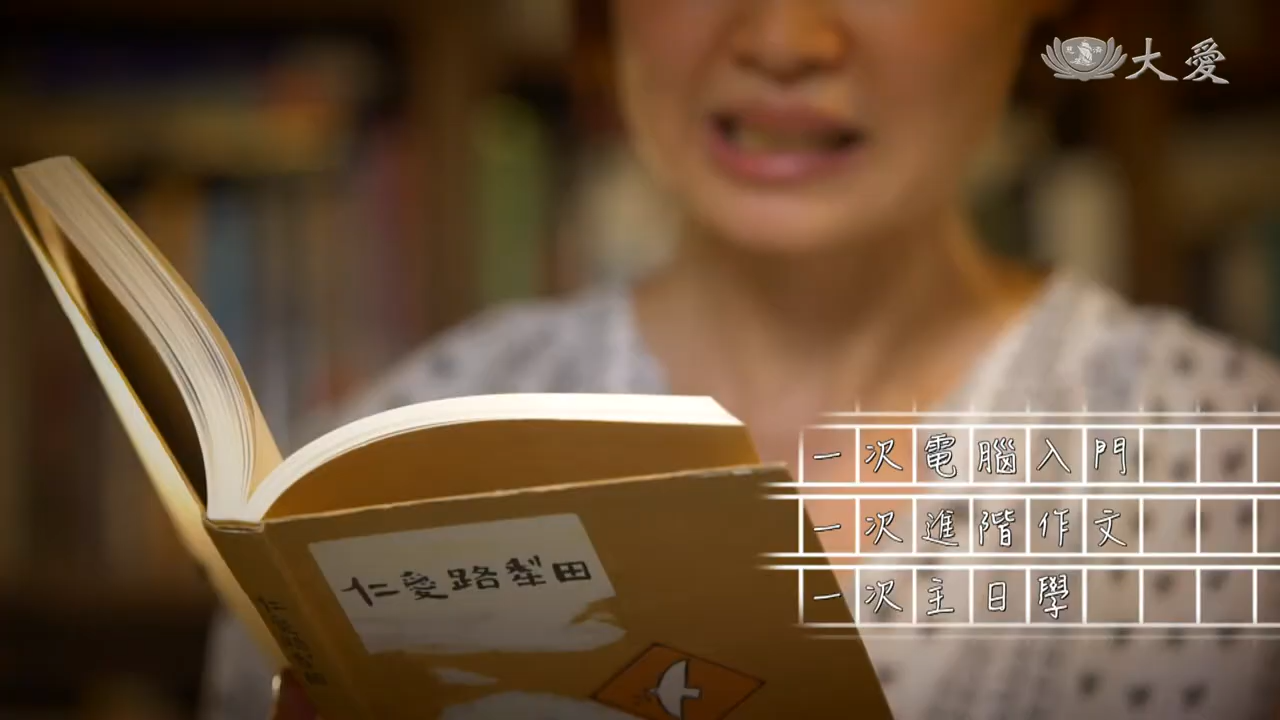 大愛
一次電腦入門
一次進階作文
一次主日學
仁愛路犁田